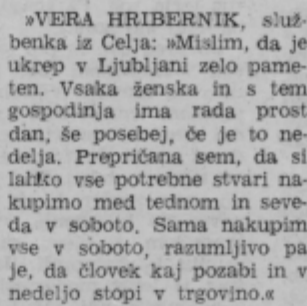 »VERA HRIBERNIK, služ-
benka iz Celja: »Mislim, da je
ukrep v Ljubljani zelo pame-
ten. Vsaka ženska in s tem
gospodinja ima rada prost
dan, še posebej, če je to ne-
delja. Prepričana sem, da si
lahko vse potrebne stvari na-
kupimo med tednom in seve-
da v soboto. Sama nakupim
vse v soboto, razumljivo pa
je, da človek kaj pozabi in v
nedeljo stopi v trgovino.«